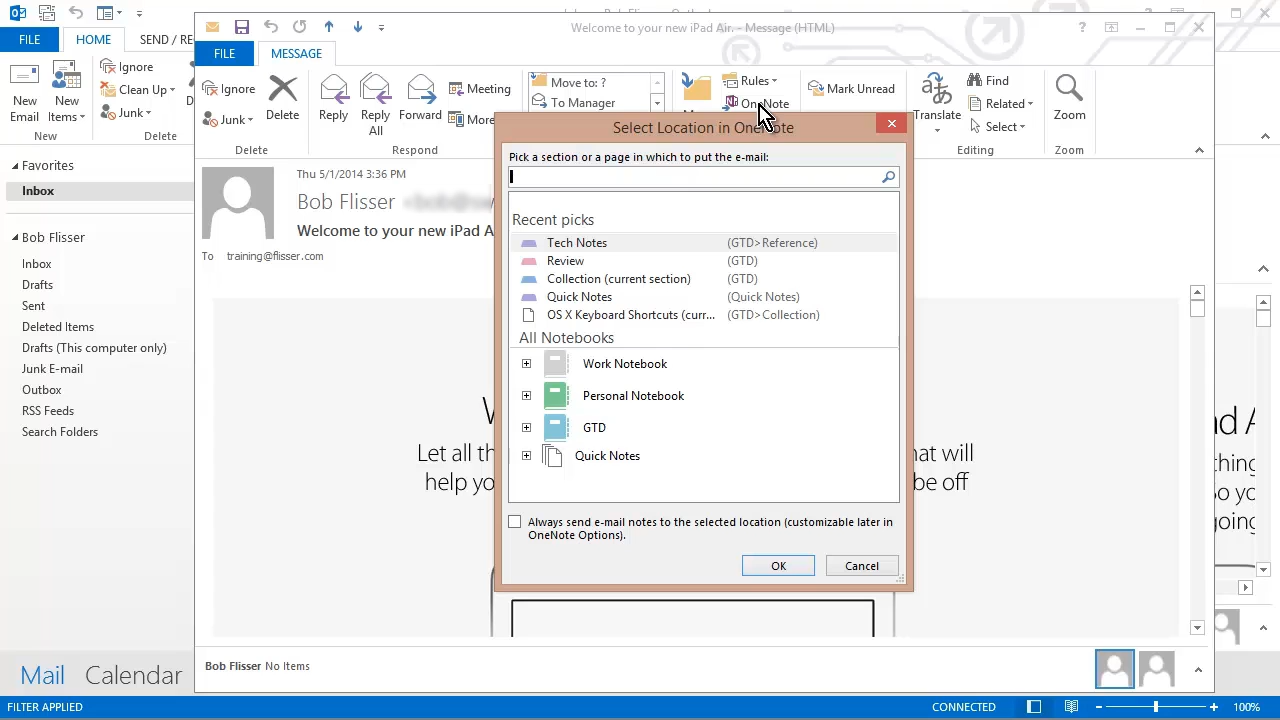 Welcome to your new iPad Air. - Message (HTML)
FILE
HOME
SEND / RE
FILE
MESSAGE
Ignore
Clean Up
Junk
New
Email
New
Items
New
Delete
Ignore
Junk
Delete
Delete
Reply
Reply
All
Forward
Meeting
More
Respond
Move to: ?
To Manager
Rules
OneNote
Mark Unread
Translate
Find
Related
Select
Editing
Zoom
Zoom
Favorites
Inbox
Bob Flisser
Inbox
Drafts
Sent
Deleted Items
Drafts (This computer only)
Junk E-mail
Outbox
RSS Feeds
Search Folders
Thu 5/1/2014 3:36 PM
Bob Flisser
Welcome to your new iPad A
To training@flisser.com
Select Location in OneNote
Pick a section or a page in which to put the e-mail:
Recent picks
Tech Notes (GTD>Reference)
Review (GTD)
Collection (current section) (GTD)
Quick Notes (Quick Notes)
OS X Keyboard Shortcuts (curr... (GTD>Collection)
All Notebooks
Work Notebook
Personal Notebook
GTD
Quick Notes
Always send e-mail notes to the selected location (customizable later in
OneNote Options).
OK
Cancel
Let all th
hat will
help yo
be off
nd A
thing
So yo
going
Bob Flisser No Items
Mail Calendar
FILTER APPLIED
CONNECTED
100%